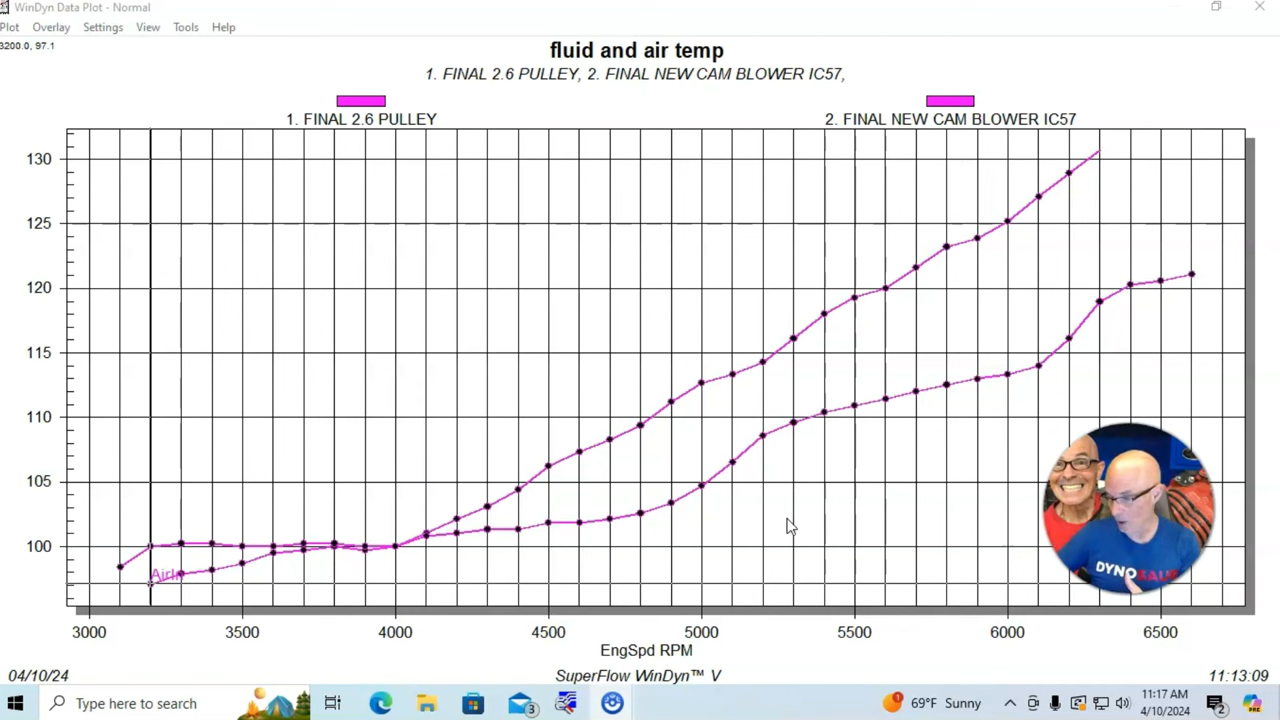 WinDyn Data Plot - Normal
Plot Overlay Settings View Tools Help
3200.0, 97.1
fluid and air temp
1. FINAL 2.6 PULLEY, 2. FINAL NEW CAM BLOWER IC57,
1. FINAL 2.6 PULLEY 2. FINAL NEW CAM BLOWER IC57
130
125
120
115
110
105
100
3000 3500 4000 4500 5000 5500 6000 6500
EngSpd RPM
04/10/24 SuperFlow WinDyn™ V 11:13:09
Type here to search 3 69°F Sunny 11:17 AM
4/10/2024 2